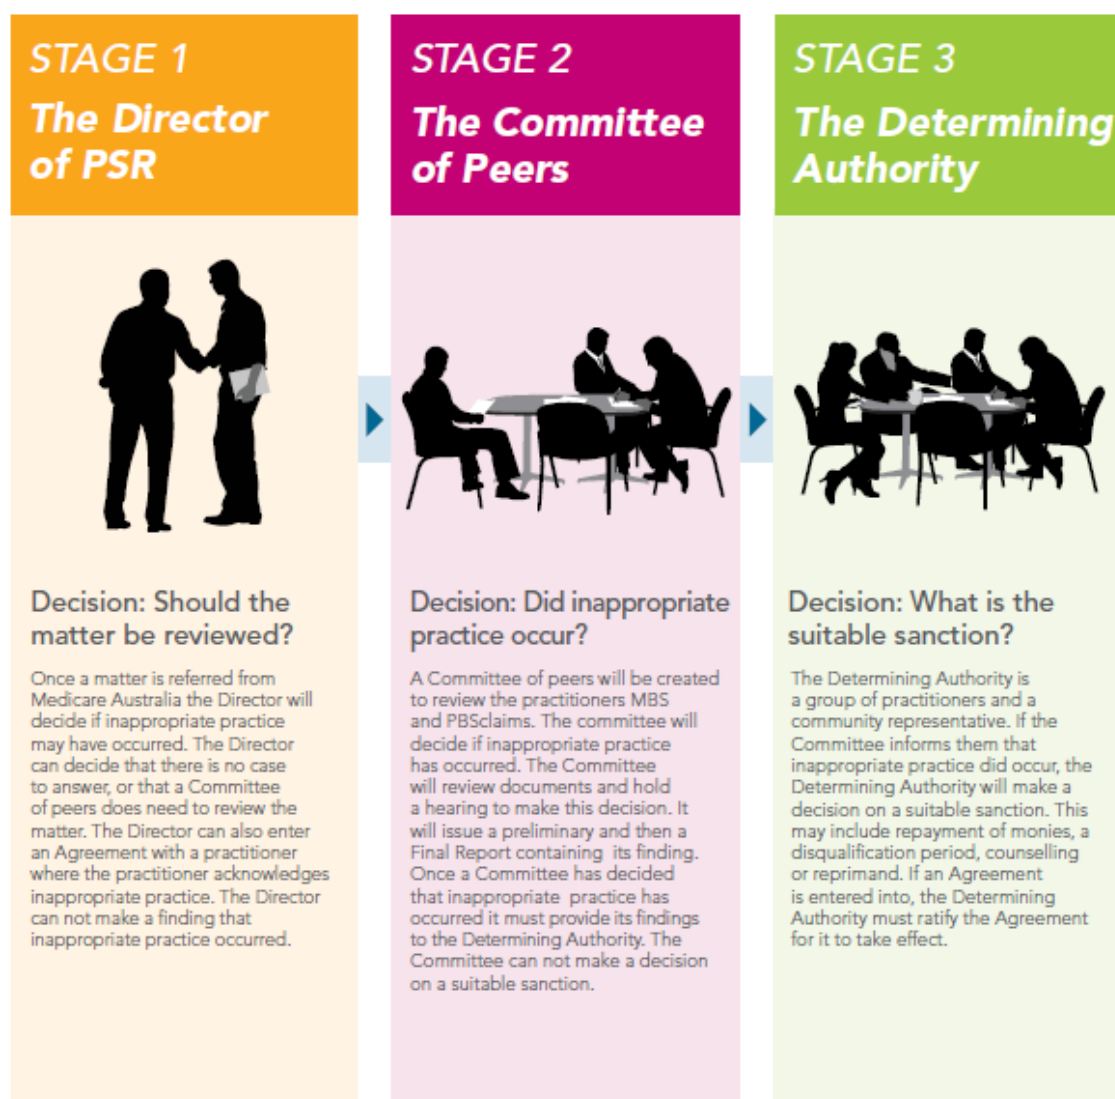 STAGE 1
The Director
of PSR
Decision: Should the
matter be reviewed?
Once a matter is referred from
Medicare Australia the Director will
decide if inappropriate practice
may have occurred. The Director
can decide that there is no case
to answer, or that a Committee
of peers does need to review the
matter. The Director can also enter
an Agreement with a practitioner
where the practitioner acknowledges
inappropriate practice. The Director
can not make a finding that
inappropriate practice occurred.
STAGE 2
The Committee
of Peers
Decision: Did inappropriate
practice occur?
A Committee of peers will be created
to review the practitioners MBS
and PBSclaims. The committee will
decide if inappropriate practice
has occurred. The Committee
will review documents and hold
a hearing to make this decision. It
will issue a preliminary and then a
Final Report containing its finding.
Once a Committee has decided
that inappropriate practice has
occurred it must provide its findings
to the Determining Authority. The
Committee can not make a decision
on a suitable sanction.
STAGE 3
The Determining
Authority
Decision: What is the
suitable sanction?
The Determining Authority is
a group of practitioners and a
community representative. If the
Committee informs them that
inappropriate practice did occur, the
Determining Authority will make a
decision on a suitable sanction. This
may include repayment of monies, a
disqualification period, counselling
or reprimand. If an Agreement
is entered into, the Determining
Authority must ratify the Agreement
for it to take effect.